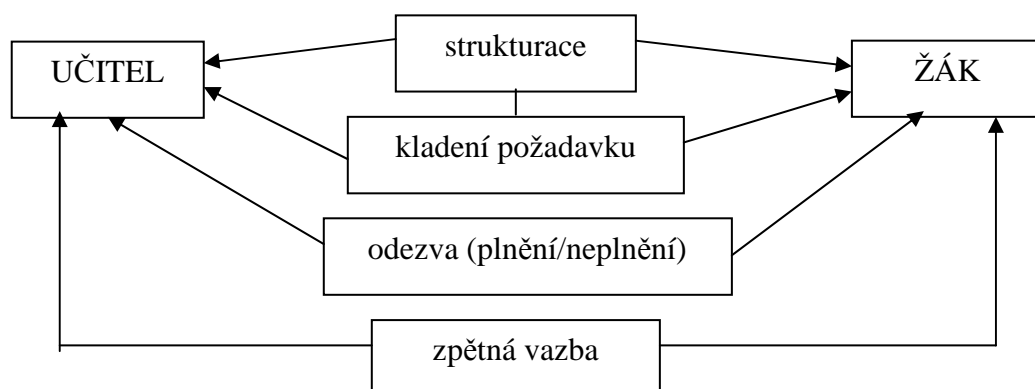 strukturace
UČITEL
ŽÁK
kladení požadavku
odezva (plnění/neplnění)
zpětná vazba